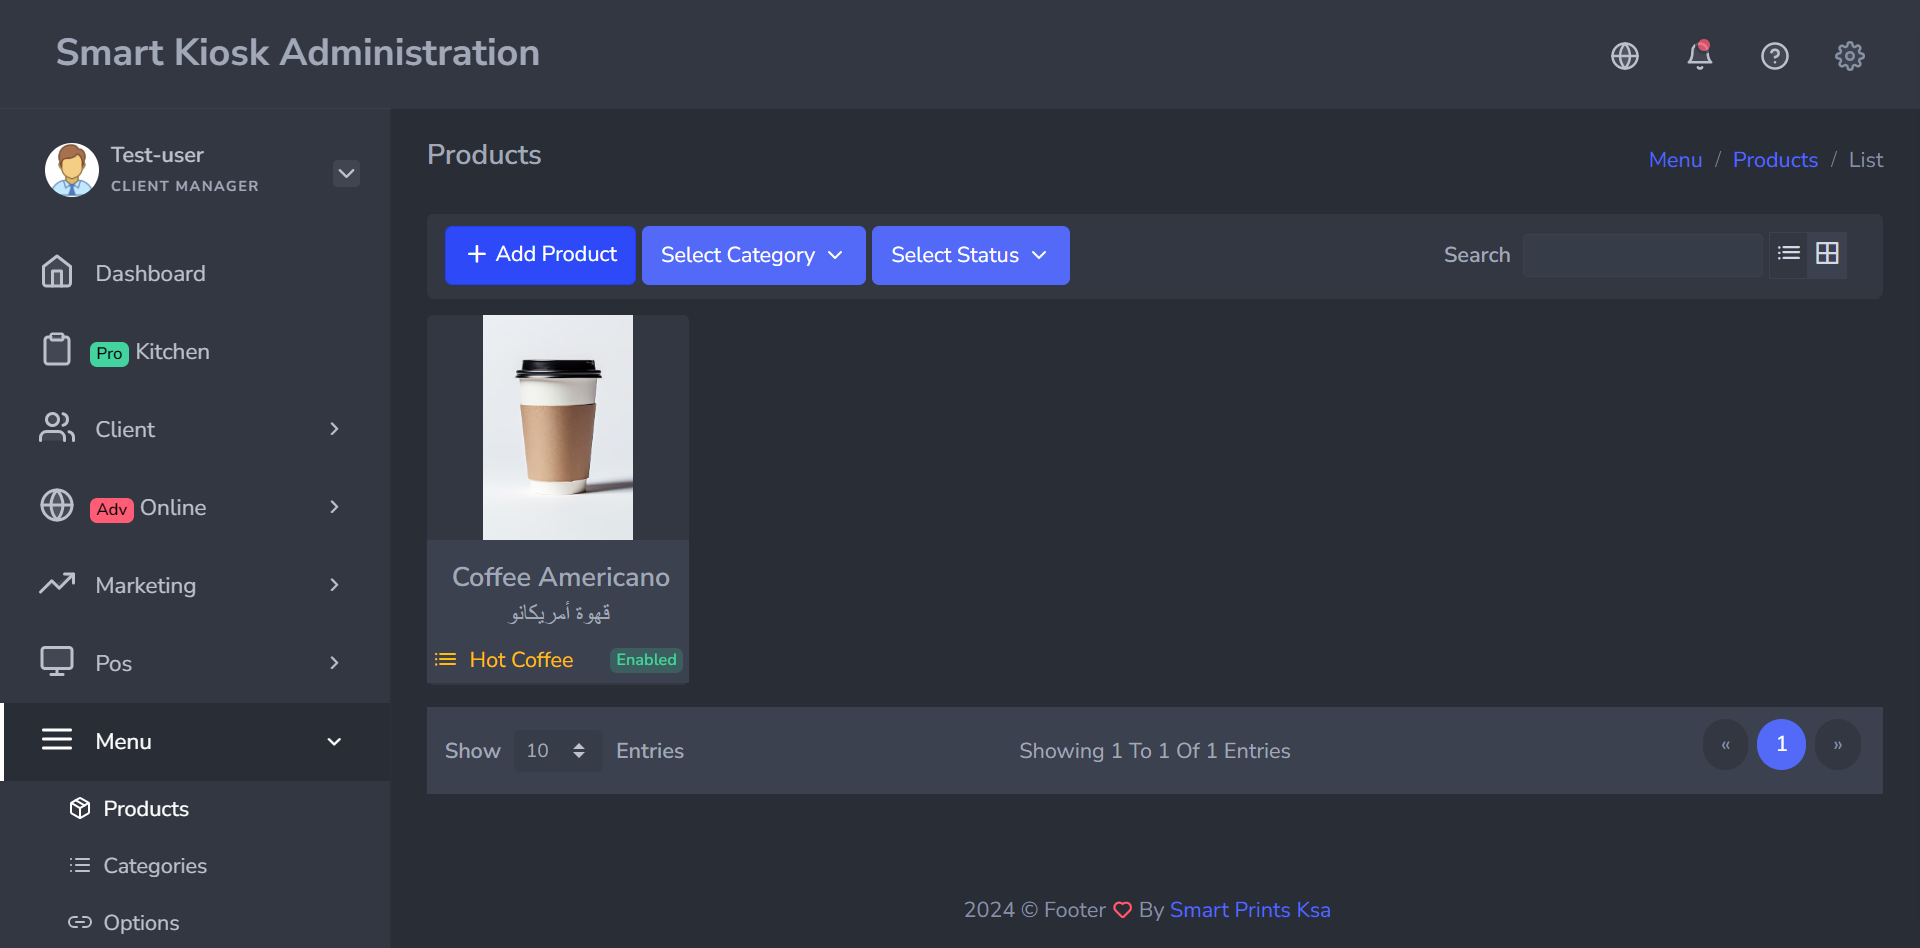 Smart Kiosk Administration
Test-user
CLIENT MANAGER
Dashboard
Pro Kitchen
Client
Adv Online
Marketing
Pos
Menu
Products
Categories
Options
Products
Menu / Products / List
+ Add Product
Select Category
Select Status
Search
Coffee Americano
قهوة أمريكانو
Hot Coffee
Enabled
Show 10 Entries
Showing 1 To 1 Of 1 Entries
« 1 »
2024 © Footer ♡ By Smart Prints Ksa